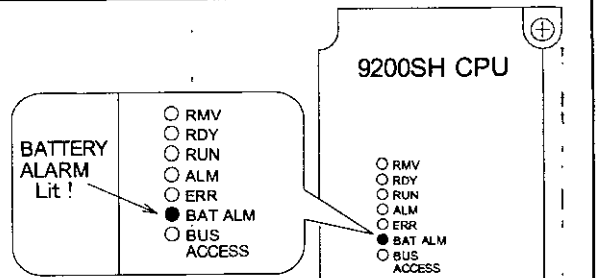 9200SH CPU
BATTERY
ALARM
Lit !
RMV
RDY
RUN
ALM
ERR
BAT ALM
BUS
ACCESS
RMV
RDY
RUN
ALM
ERR
BAT ALM
BUS
ACCESS